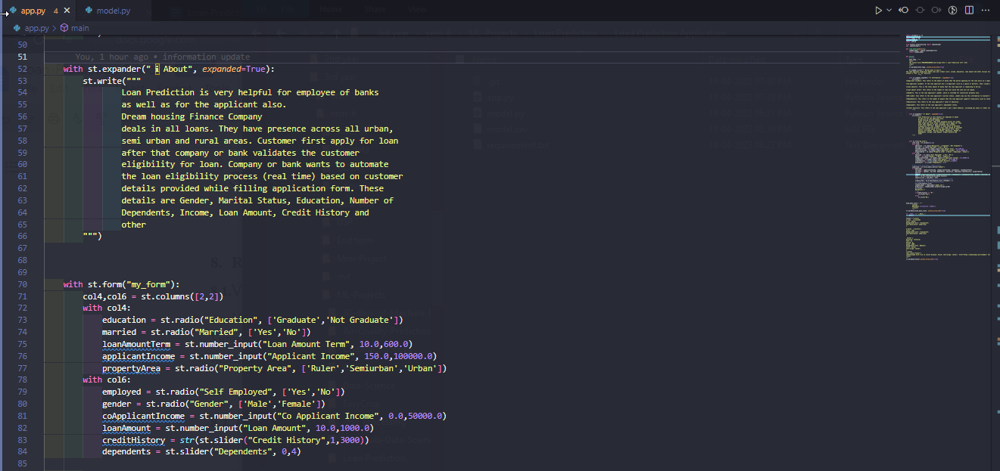 app.py 4 ×
model.py
app.py > main
50
51 You, 1 hour ago • information update
52 with st.expander(" ℹ About", expanded=True):
53 st.write("""
54 Loan Prediction is very helpful for employee of banks
55 as well as for the applicant also.
56 Dream housing Finance Company
57 deals in all loans. They have presence across all urban,
58 semi urban and rural areas. Customer first apply for loan
59 after that company or bank validates the customer
60 eligibility for loan. Company or bank wants to automate
61 the loan eligibility process (real time) based on customer
62 details provided while filling application form. These
63 details are Gender, Marital Status, Education, Number of
64 Dependents, Income, Loan Amount, Credit History and
65 other
66 """)
67
68
69
70 with st.form("my_form"):
71 col4,col6 = st.columns([2,2])
72 with col4:
73 education = st.radio("Education", ['Graduate','Not Graduate'])
74 married = st.radio("Married", ['Yes','No'])
75 loanAmountTerm = st.number_input("Loan Amount Term", 10.0,600.0)
76 applicantIncome = st.number_input("Applicant Income", 150.0,100000.0)
77 propertyArea = st.radio("Property Area", ['Ruler','Semiurban','Urban'])
78 with col6:
79 employed = st.radio("Self Employed", ['Yes','No'])
80 gender = st.radio("Gender", ['Male','Female'])
81 coApplicantIncome = st.number_input("Co Applicant Income", 0.0,50000.0)
82 loanAmount = st.number_input("Loan Amount", 10.0,1000.0)
83 creditHistory = str(st.slider("Credit History",1,3000))
84 dependents = st.slider("Dependents", 0,4)
85